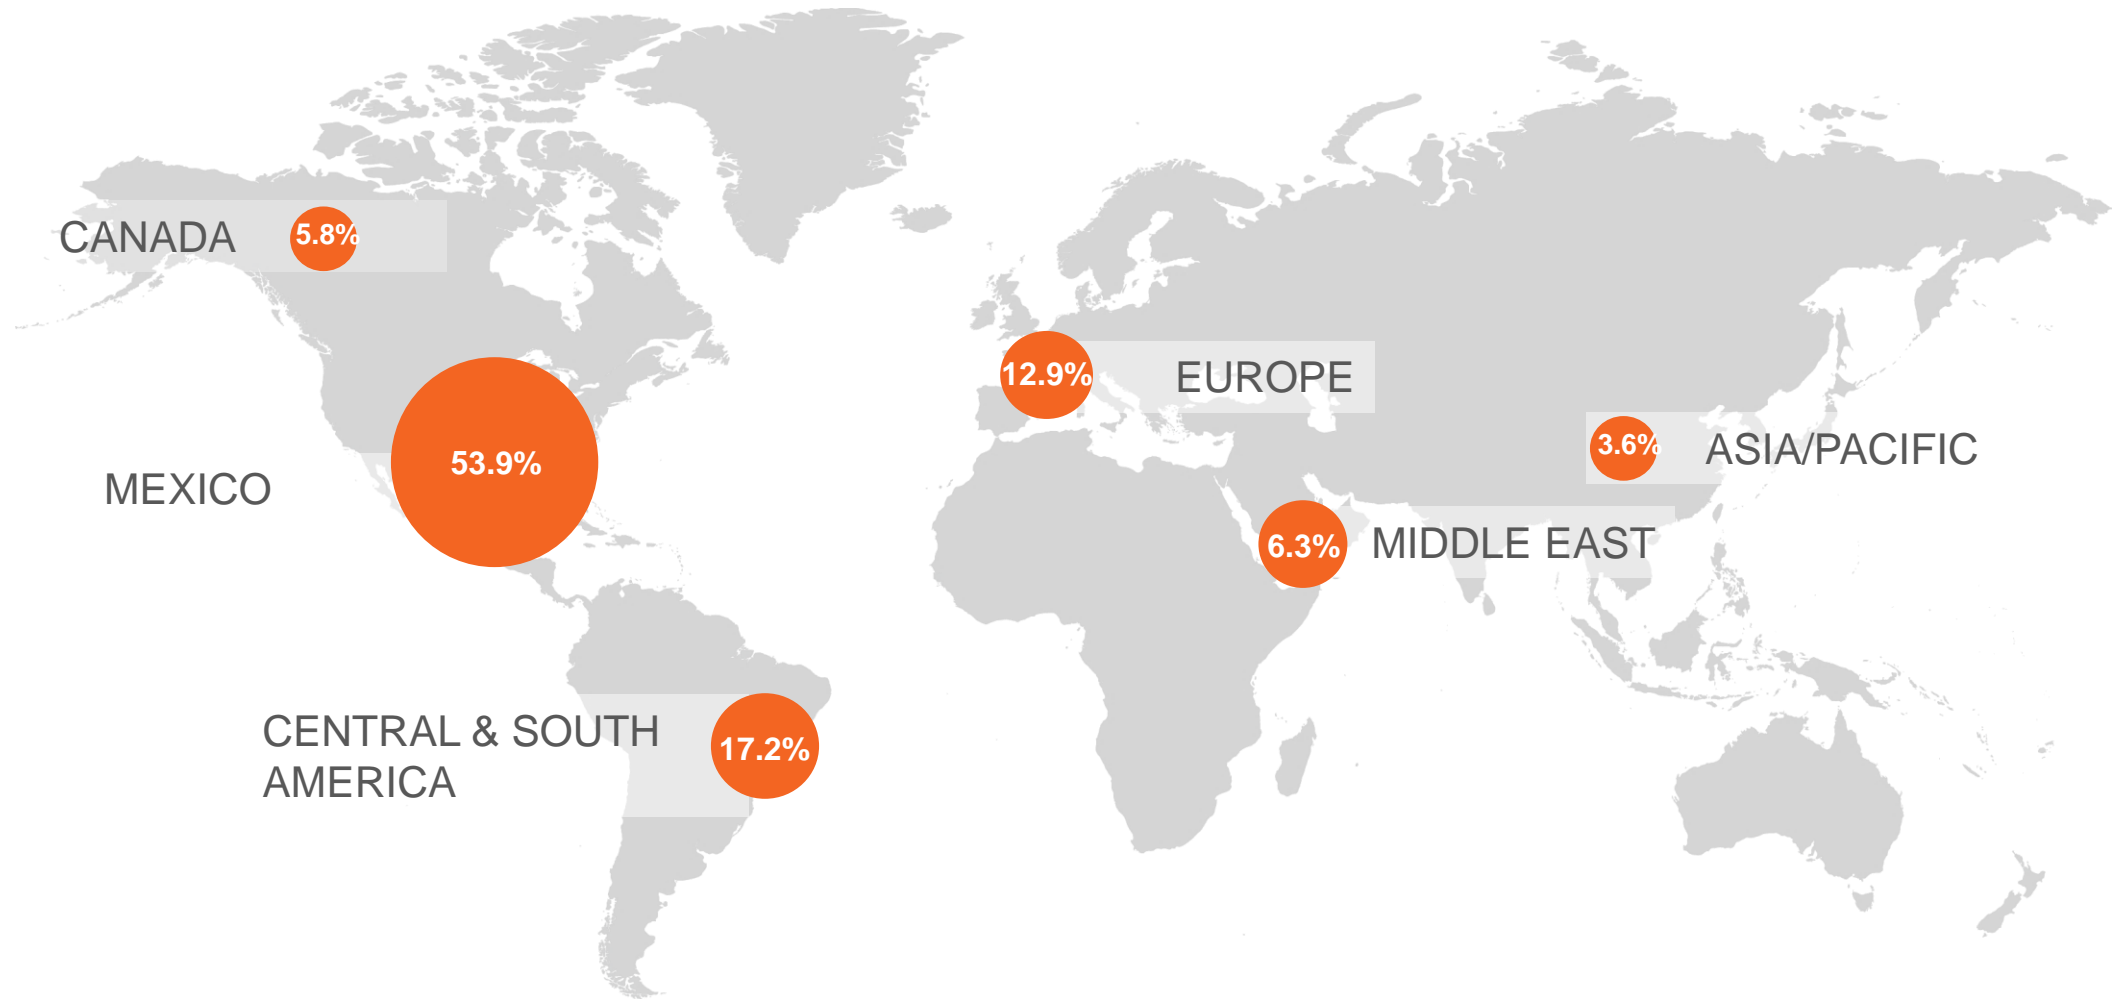 CANADA
5.8%
12.9%
EUROPE
3.6%
ASIA/PACIFIC
53.9%
MEXICO
6.3%
MIDDLE EAST
CENTRAL & SOUTH
AMERICA
17.2%